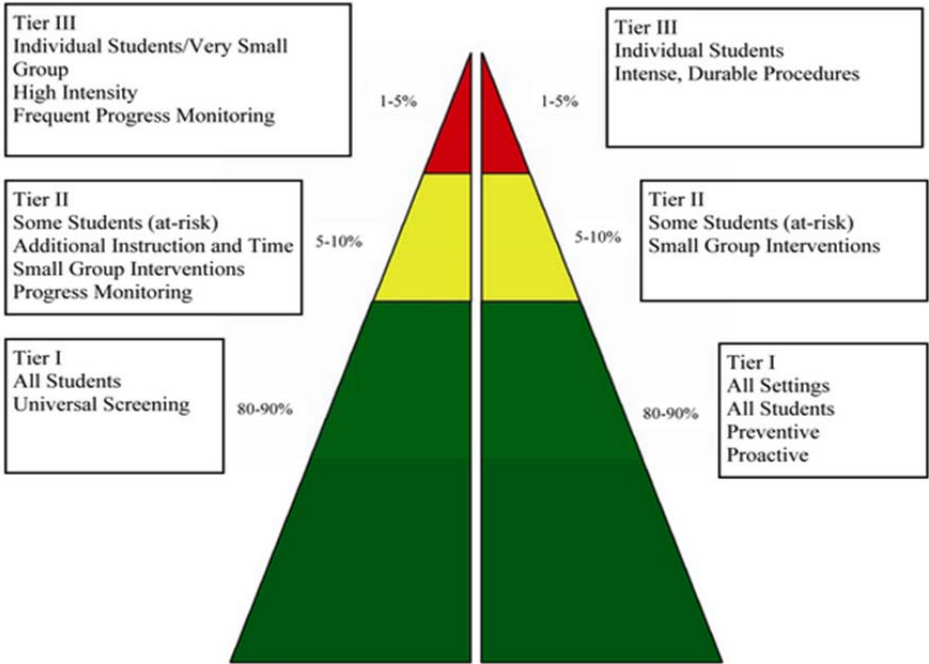 Tier III
Individual Students/Very Small
Group
High Intensity
Frequent Progress Monitoring
1-5%
Tier II
Some Students (at-risk)
Additional Instruction and Time
Small Group Interventions
Progress Monitoring
5-10%
Tier I
All Students
Universal Screening
80-90%
Tier III
Individual Students
Intense, Durable Procedures
1-5%
Tier II
Some Students (at-risk)
Small Group Interventions
5-10%
Tier I
All Settings
All Students
Preventive
Proactive
80-90%